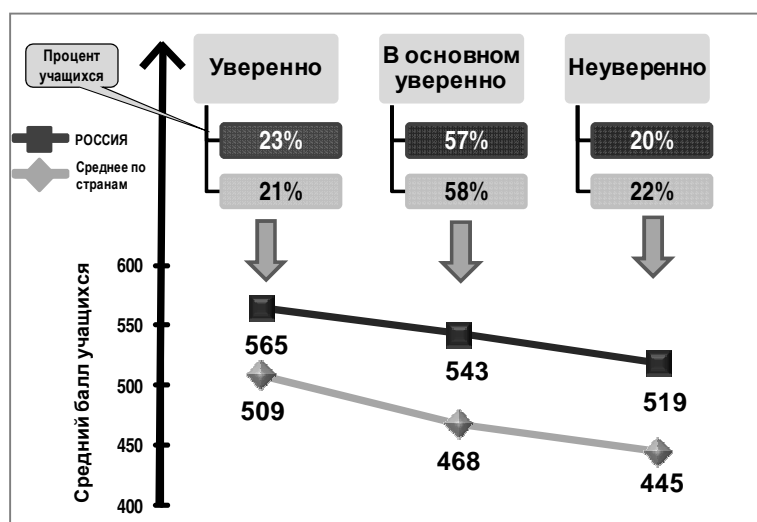 Процент
учащихся
Уверенно
В основном
уверенно
Неуверенно
РОССИЯ
23%
57%
20%
Среднее по
странам
21%
58%
22%
Средний балл учащихся
600
550
500
450
400
565
543
519
509
468
445